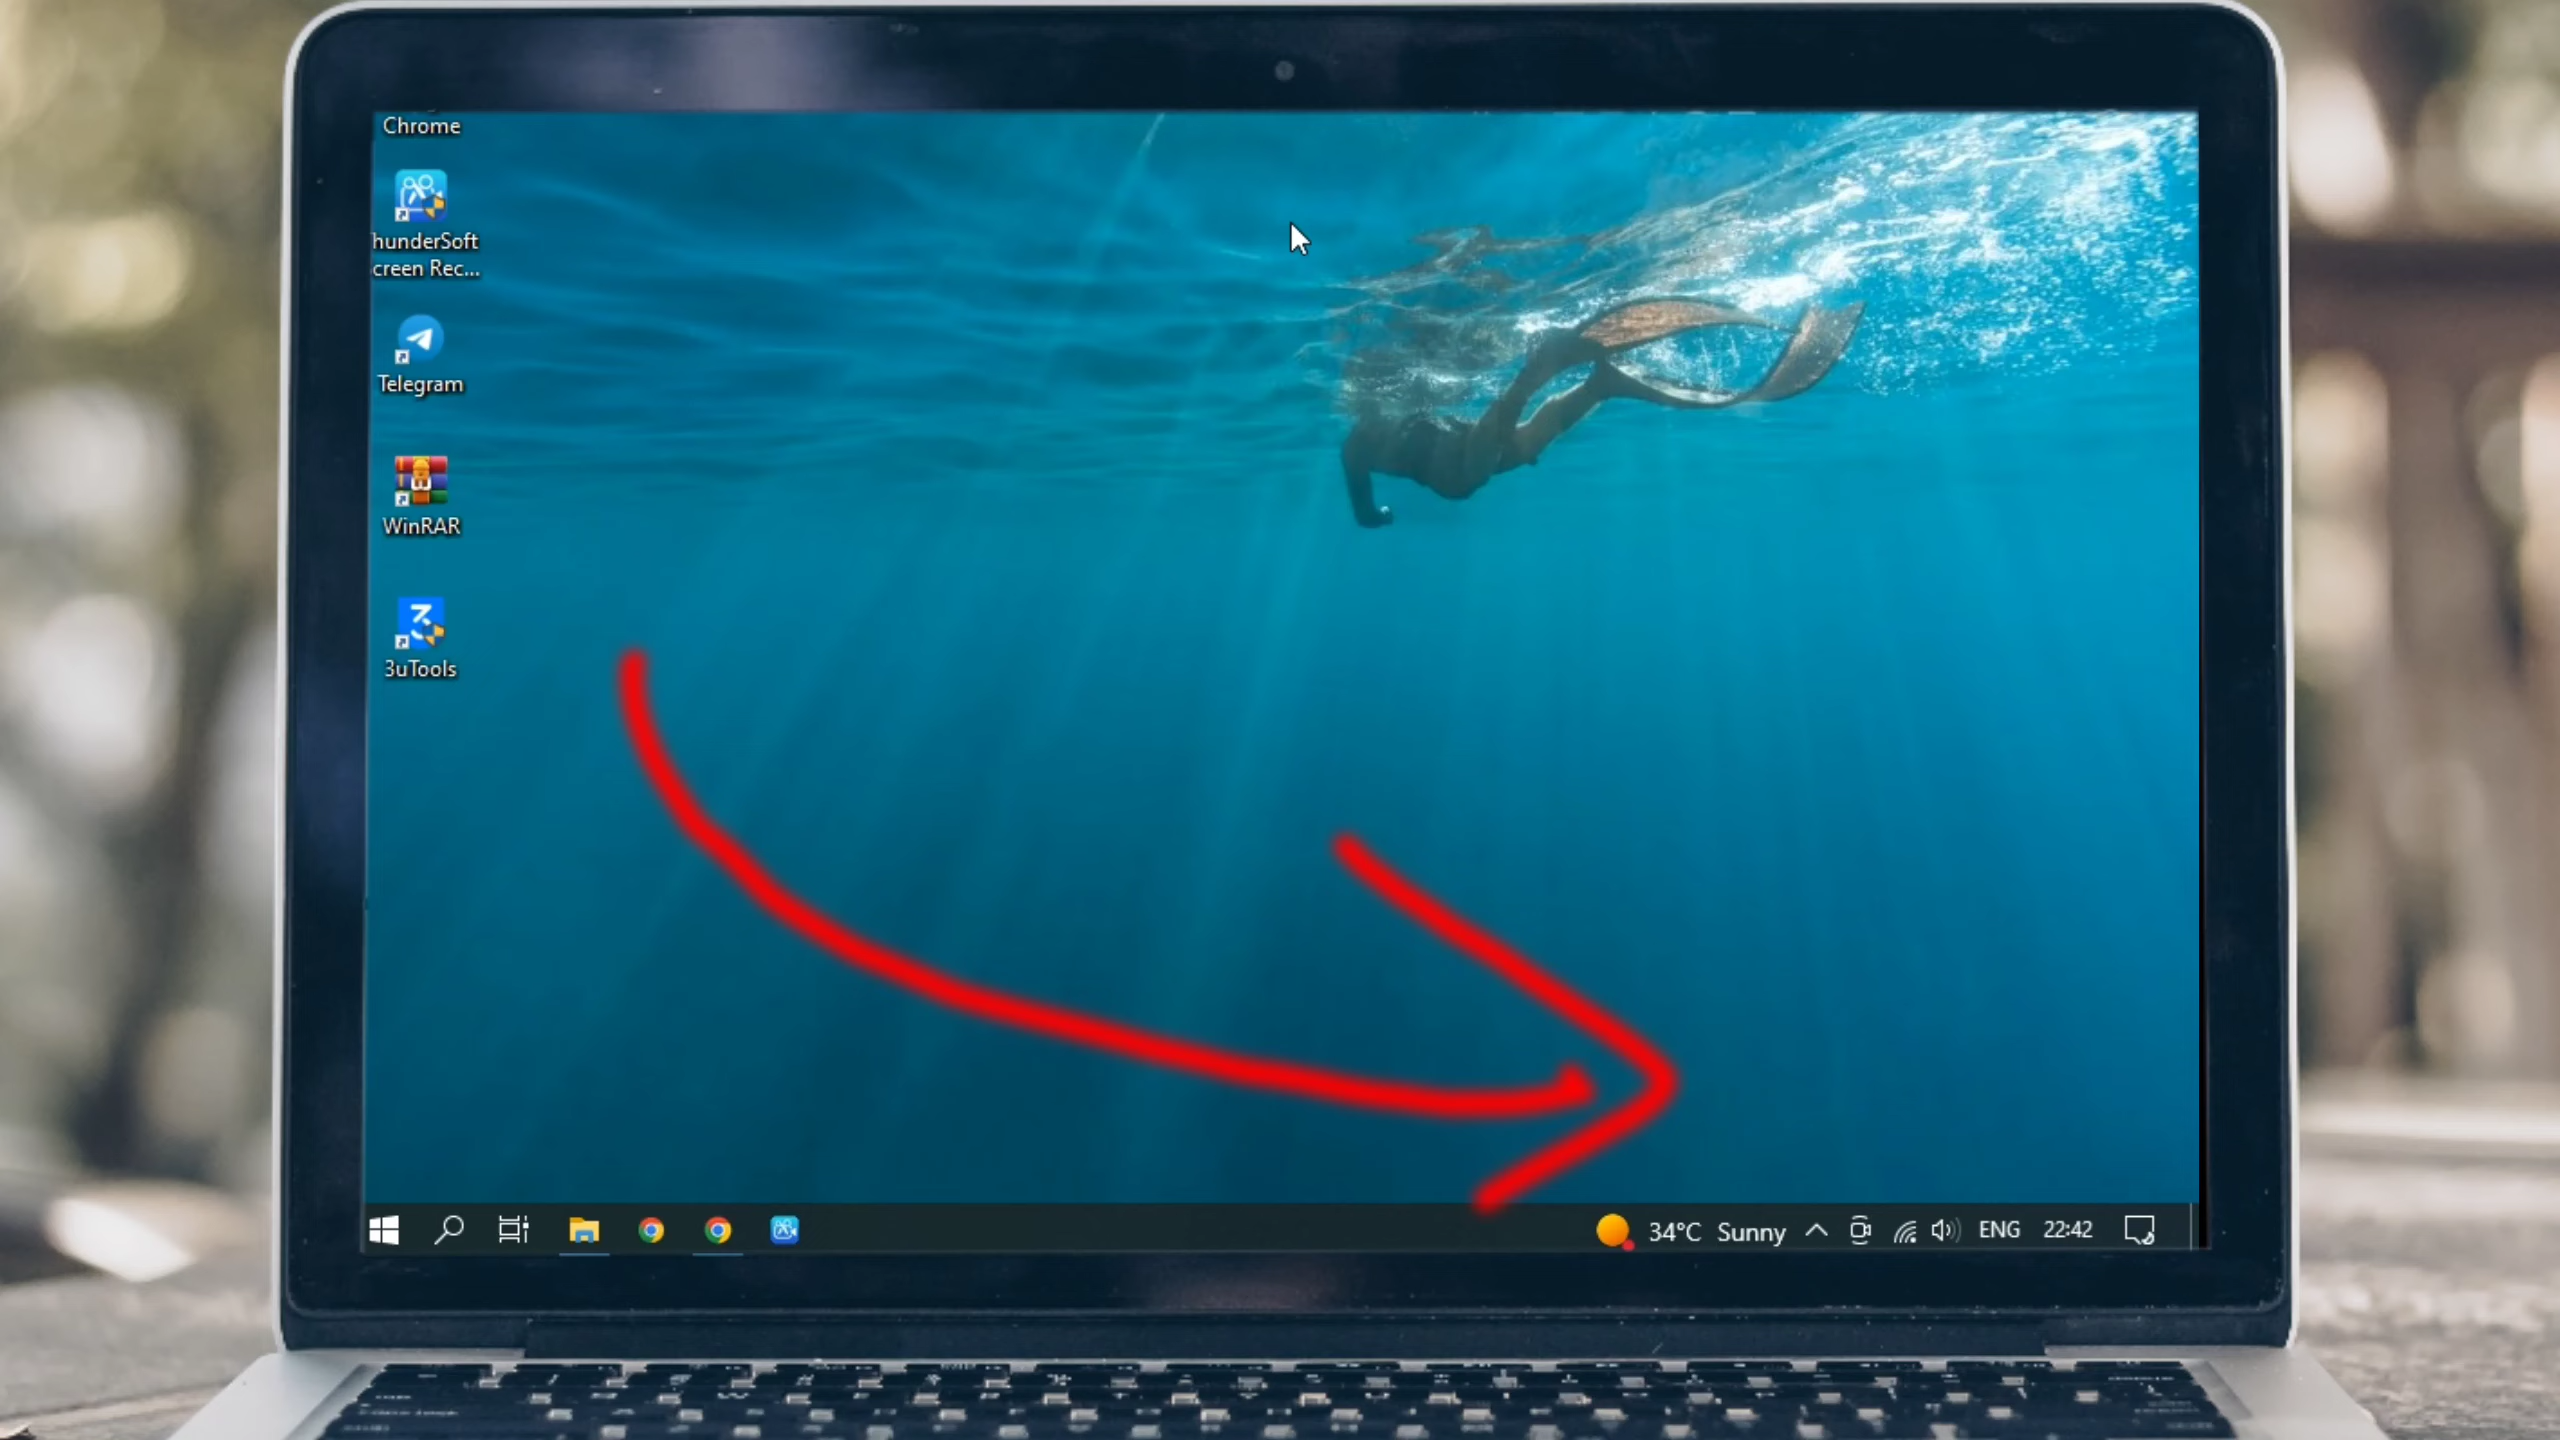 Chrome
hunderSoft
creen Rec...
Telegram
WinRAR
3uTools
34°C Sunny ENG 22:42